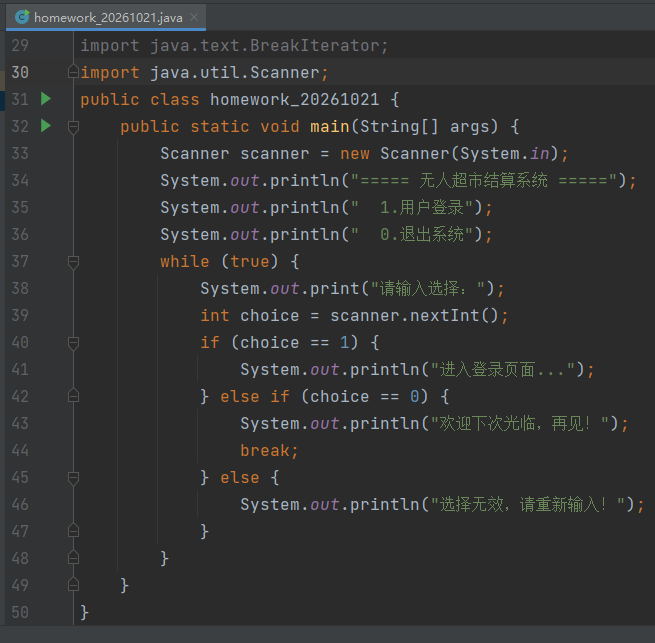 homework_20261021.java
29 import java.text.BreakIterator;
30 import java.util.Scanner;
31 public class homework_20261021 {
32     public static void main(String[] args) {
33         Scanner scanner = new Scanner(System.in);
34         System.out.println("===== 无人超市结算系统 =====");
35         System.out.println("  1.用户登录");
36         System.out.println("  0.退出系统");
37         while (true) {
38             System.out.print("请输入选择：");
39             int choice = scanner.nextInt();
40             if (choice == 1) {
41                 System.out.println("进入登录页面...");
42             } else if (choice == 0) {
43                 System.out.println("欢迎下次光临，再见！");
44                 break;
45             } else {
46                 System.out.println("选择无效，请重新输入！");
47             }
48         }
49     }
50 }